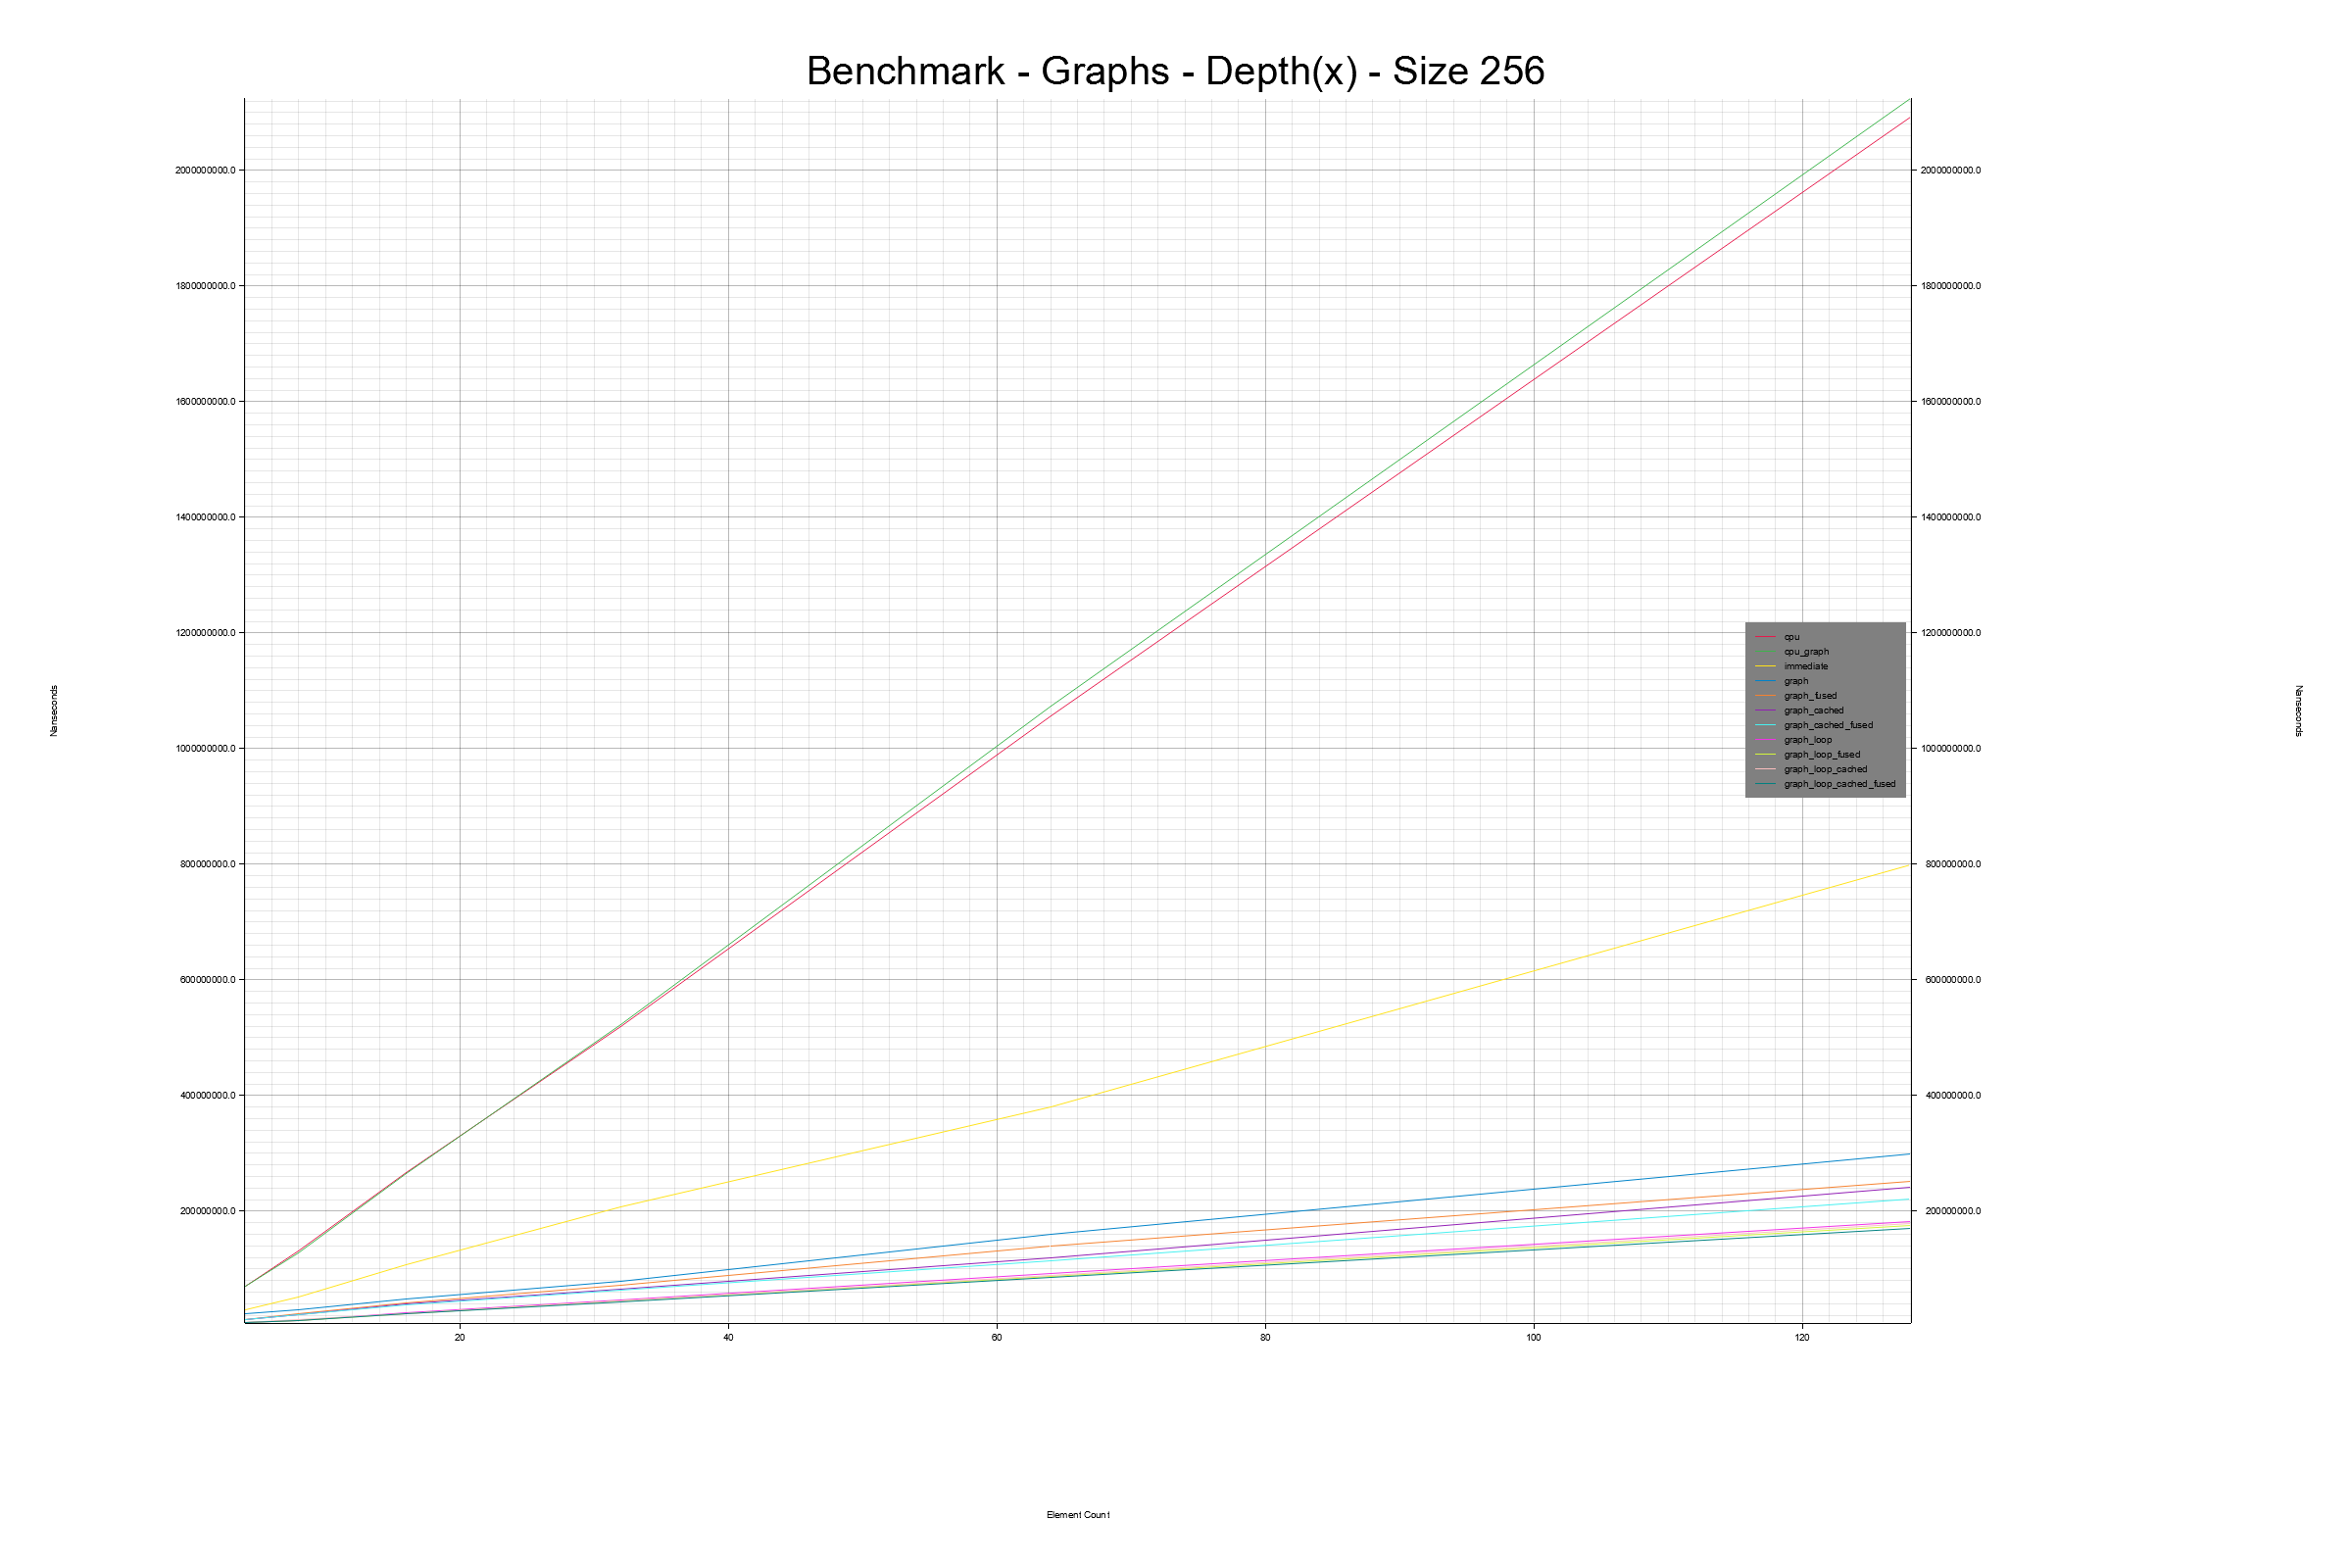 Benchmark - Graphs - Depth(x) - Size 256
2000000000.0
1800000000.0
1600000000.0
1400000000.0
1200000000.0
1000000000.0
800000000.0
600000000.0
400000000.0
200000000.0
2000000000.0
1800000000.0
1600000000.0
1400000000.0
1200000000.0
1000000000.0
800000000.0
600000000.0
400000000.0
200000000.0
Nanseconds
Nanseconds
cpu
cpu_graph
immediate
graph
graph_fused
graph_cached
graph_cached_fused
graph_loop
graph_loop_fused
graph_loop_cached
graph_loop_cached_fused
20
40
60
80
100
120
Element Count